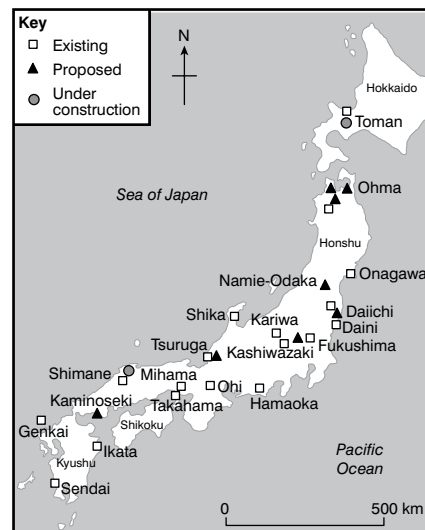 Key
Existing
Proposed
Under
construction
N
Hokkaido
Toman
Sea of Japan
Ohma
Honshu
Onagawa
Namie-Odaka
Shika
Kariwa
Daiichi
Daini
Tsuruga
Kashiwazaki
Fukushima
Shimane
Mihama
Ohi
Kaminoseki
Takahama
Hamaoka
Genkai
Shikoku
Ikata
Kyushu
Pacific
Ocean
Sendai
0 500 km